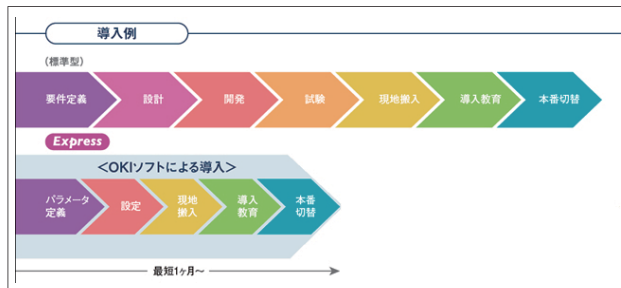 導入例
(標準型)
要件定義
設計
開発
試験
現地搬入
導入教育
本番切替
Express
<OKIソフトによる導入>
パラメータ
定義
設定
現地
搬入
導入
教育
本番
切替
最短1ヶ月~